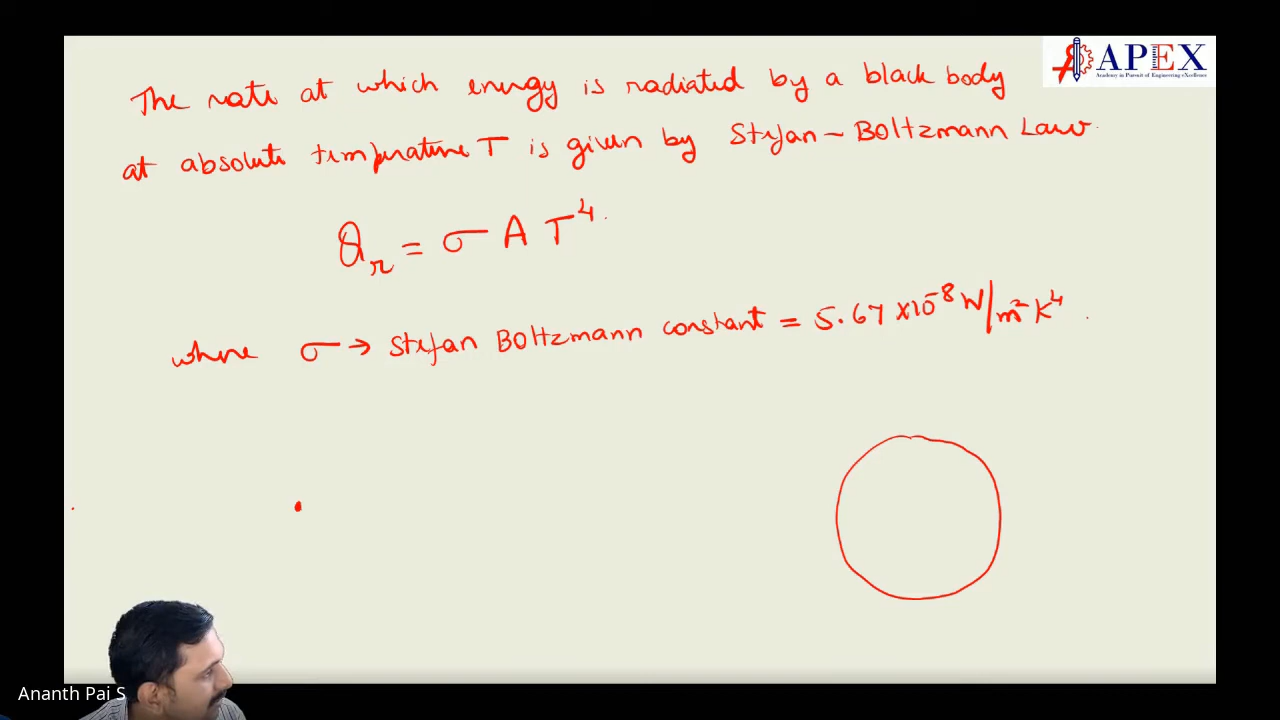 The rate at which energy is radiated by a black body
at absolute temperature T is given by Stefan-Boltzmann Law.
Qr = σ A T⁴.
where σ → Stefan Boltzmann constant = 5.67 × 10⁻⁸ W/m² K⁴.
APEX
Academy in Pursuit of Engineering eXcellence
Ananth Pai S